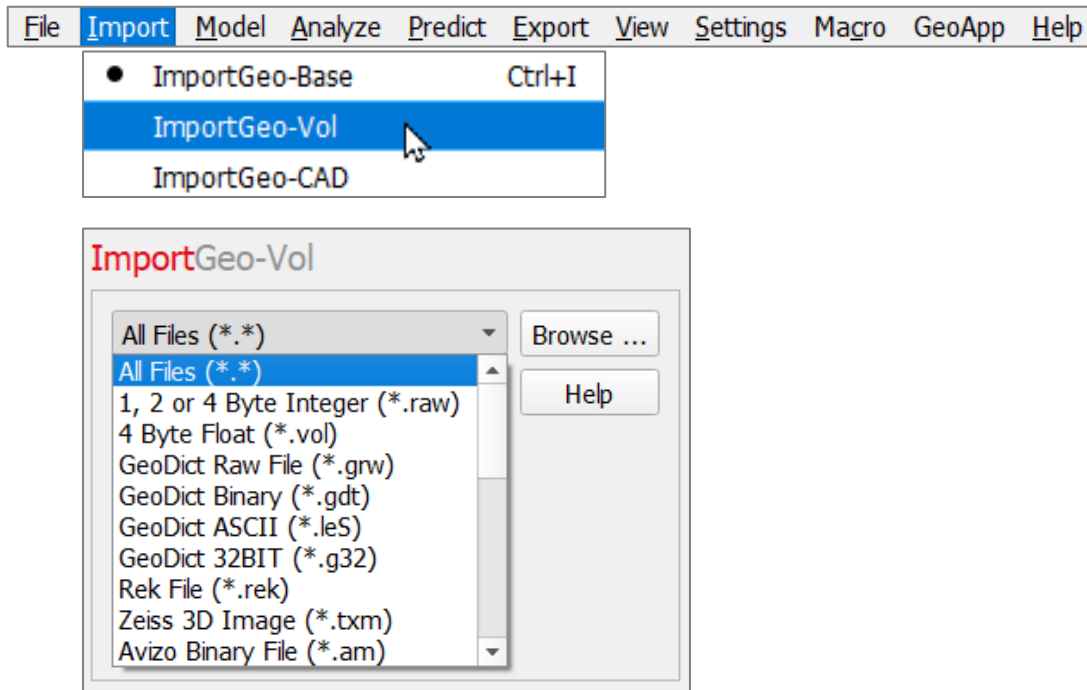 File Import Model Analyze Predict Export View Settings Macro GeoApp Help
ImportGeo-Base Ctrl+I
ImportGeo-Vol
ImportGeo-CAD
ImportGeo-Vol
All Files (*.*) Browse ...
All Files (*.*)
Help
1, 2 or 4 Byte Integer (*.raw)
4 Byte Float (*.vol)
GeoDict Raw File (*.grw)
GeoDict Binary (*.gdt)
GeoDict ASCII (*.leS)
GeoDict 32BIT (*.g32)
Rek File (*.rek)
Zeiss 3D Image (*.txm)
Avizo Binary File (*.am)